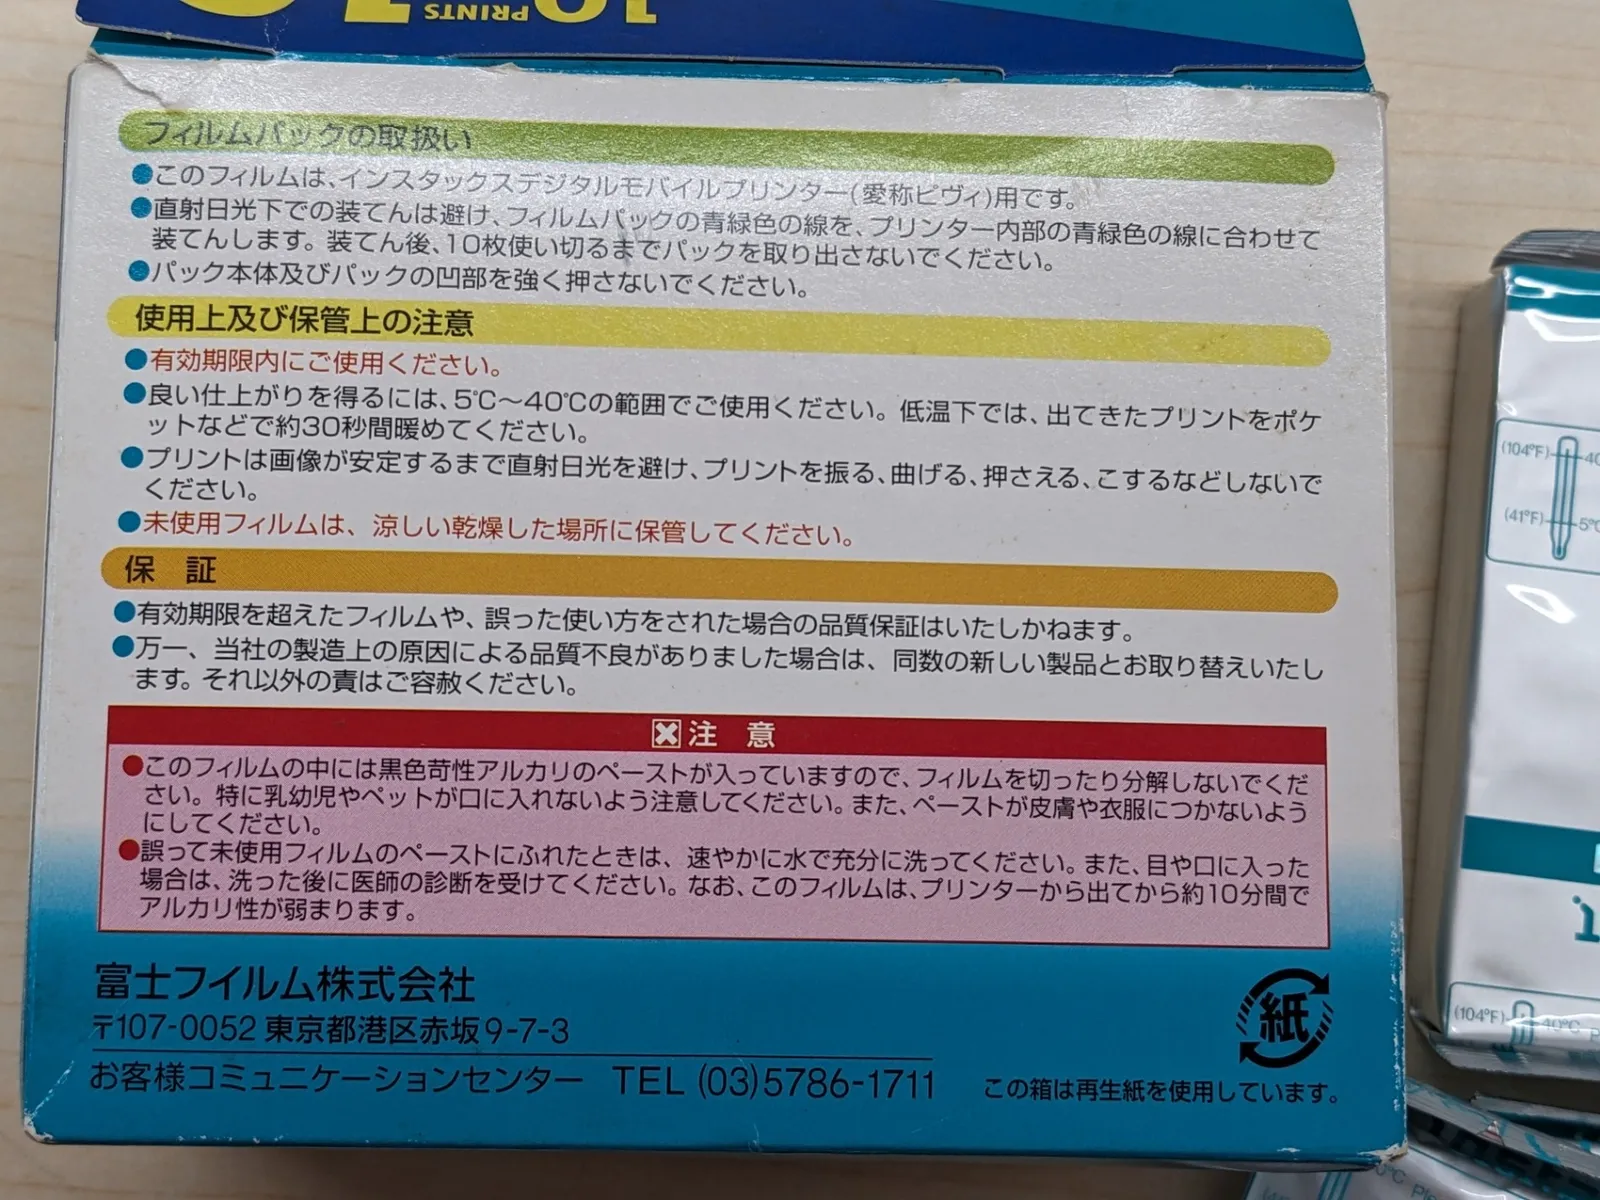 10 PRINTS
フィルムパックの取扱い
●このフィルムは、インスタックスデジタルモバイルプリンター(愛称ピヴィ)用です。
●直射日光下での装てんは避け、フィルムパックの青緑色の線を、プリンター内部の青緑色の線に合わせて
装てんします。装てん後、10枚使い切るまでパックを取り出さないでください。
●パック本体及びパックの凹部を強く押さないでください。
使用上及び保管上の注意
●有効期限内にご使用ください。
●良い仕上がりを得るには、5℃〜40℃の範囲でご使用ください。低温下では、出てきたプリントをポケ
ットなどで約30秒間暖めてください。
●プリントは画像が安定するまで直射日光を避け、プリントを振る、曲げる、押さえる、こするなどしないで
ください。
●未使用フィルムは、涼しい乾燥した場所に保管してください。
保 証
●有効期限を超えたフィルムや、誤った使い方をされた場合の品質保証はいたしかねます。
●万一、当社の製造上の原因による品質不良がありました場合は、同数の新しい製品とお取り替えいたし
ます。それ以外の責はご容赦ください。
注 意
●このフィルムの中には黒色苛性アルカリのペーストが入っていますので、フィルムを切ったり分解しないでくだ
さい。特に乳幼児やペットが口に入れないよう注意してください。また、ペーストが皮膚や衣服につかないよう
にしてください。
●誤って未使用フィルムのペーストにふれたときは、速やかに水で充分に洗ってください。また、目や口に入った
場合は、洗った後に医師の診断を受けてください。なお、このフィルムは、プリンターから出てから約10分間で
アルカリ性が弱まります。
富士フイルム株式会社
〒107-0052 東京都港区赤坂9-7-3
お客様コミュニケーションセンター TEL (03)5786-1711
紙
この箱は再生紙を使用しています。
(104°F)
(41°F) 5°C
(104°F) 40°C